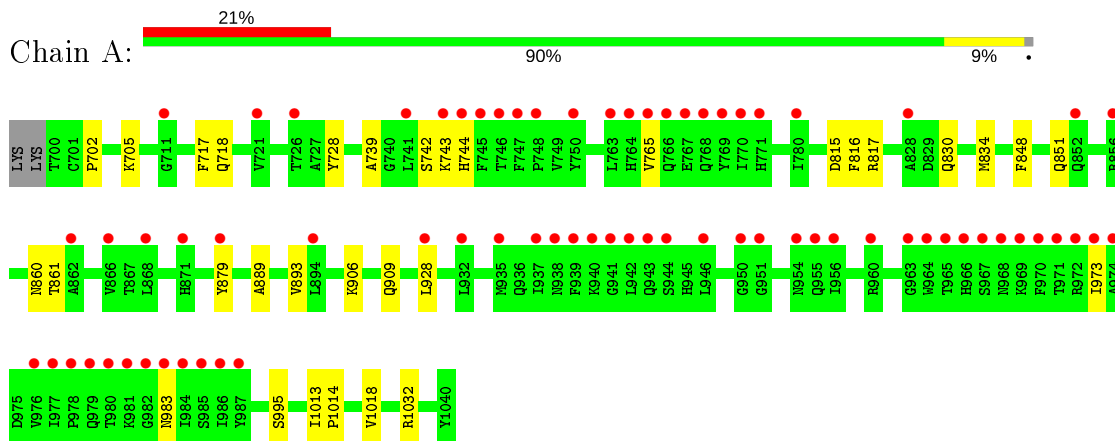 21%
Chain A:
90%
9%
LYS LYS T700 C701 P702 K705 G711 F717 Q718 V721 T726 A727 Y728 A739 G740 L741 S742 K743 H744 F745 T746 F747 P748 V749 Y750 L763 H764 V765 Q766 E767 Q768 Y769 I770 H771 I780 D815 F816 R817 A828 D829 Q830 M834 F848 Q851 Q852
N860 T861 A862 V866 T867 L868 H871 Y879 A889 V893 L894 K906 Q909 L928 L932 M935 Q936 I937 N938 F939 K940 G941 L942 Q943 S944 H945 L946 G950 G951 N954 Q955 I956 R960 G963 W964 T965 H966 S967 N968 K969 F970 T971 R972 I973 A974
D975 V976 I977 P978 Q979 T980 K981 G982 N983 I984 S985 I986 Y987 S995 I1013 P1014 V1018 R1032 Y1040